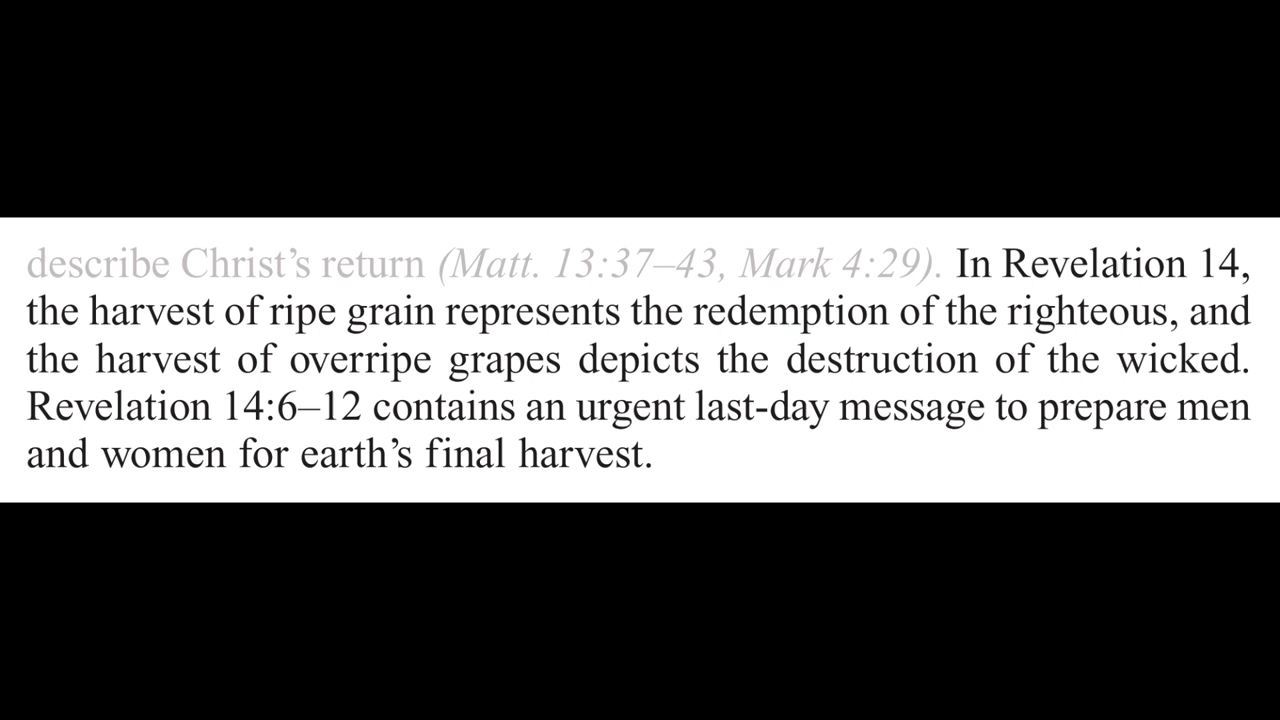 describe Christ’s return (Matt. 13:37–43, Mark 4:29). In Revelation 14,
the harvest of ripe grain represents the redemption of the righteous, and
the harvest of overripe grapes depicts the destruction of the wicked.
Revelation 14:6–12 contains an urgent last-day message to prepare men
and women for earth’s final harvest.